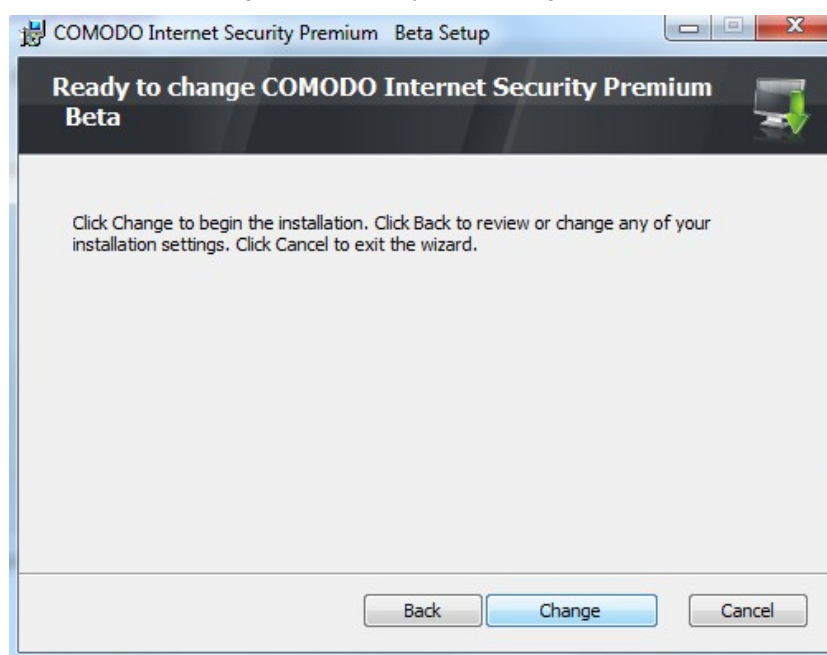 COMODO Internet Security Premium Beta Setup
Ready to change COMODO Internet Security Premium
Beta
Click Change to begin the installation. Click Back to review or change any of your
installation settings. Click Cancel to exit the wizard.
Back Change Cancel